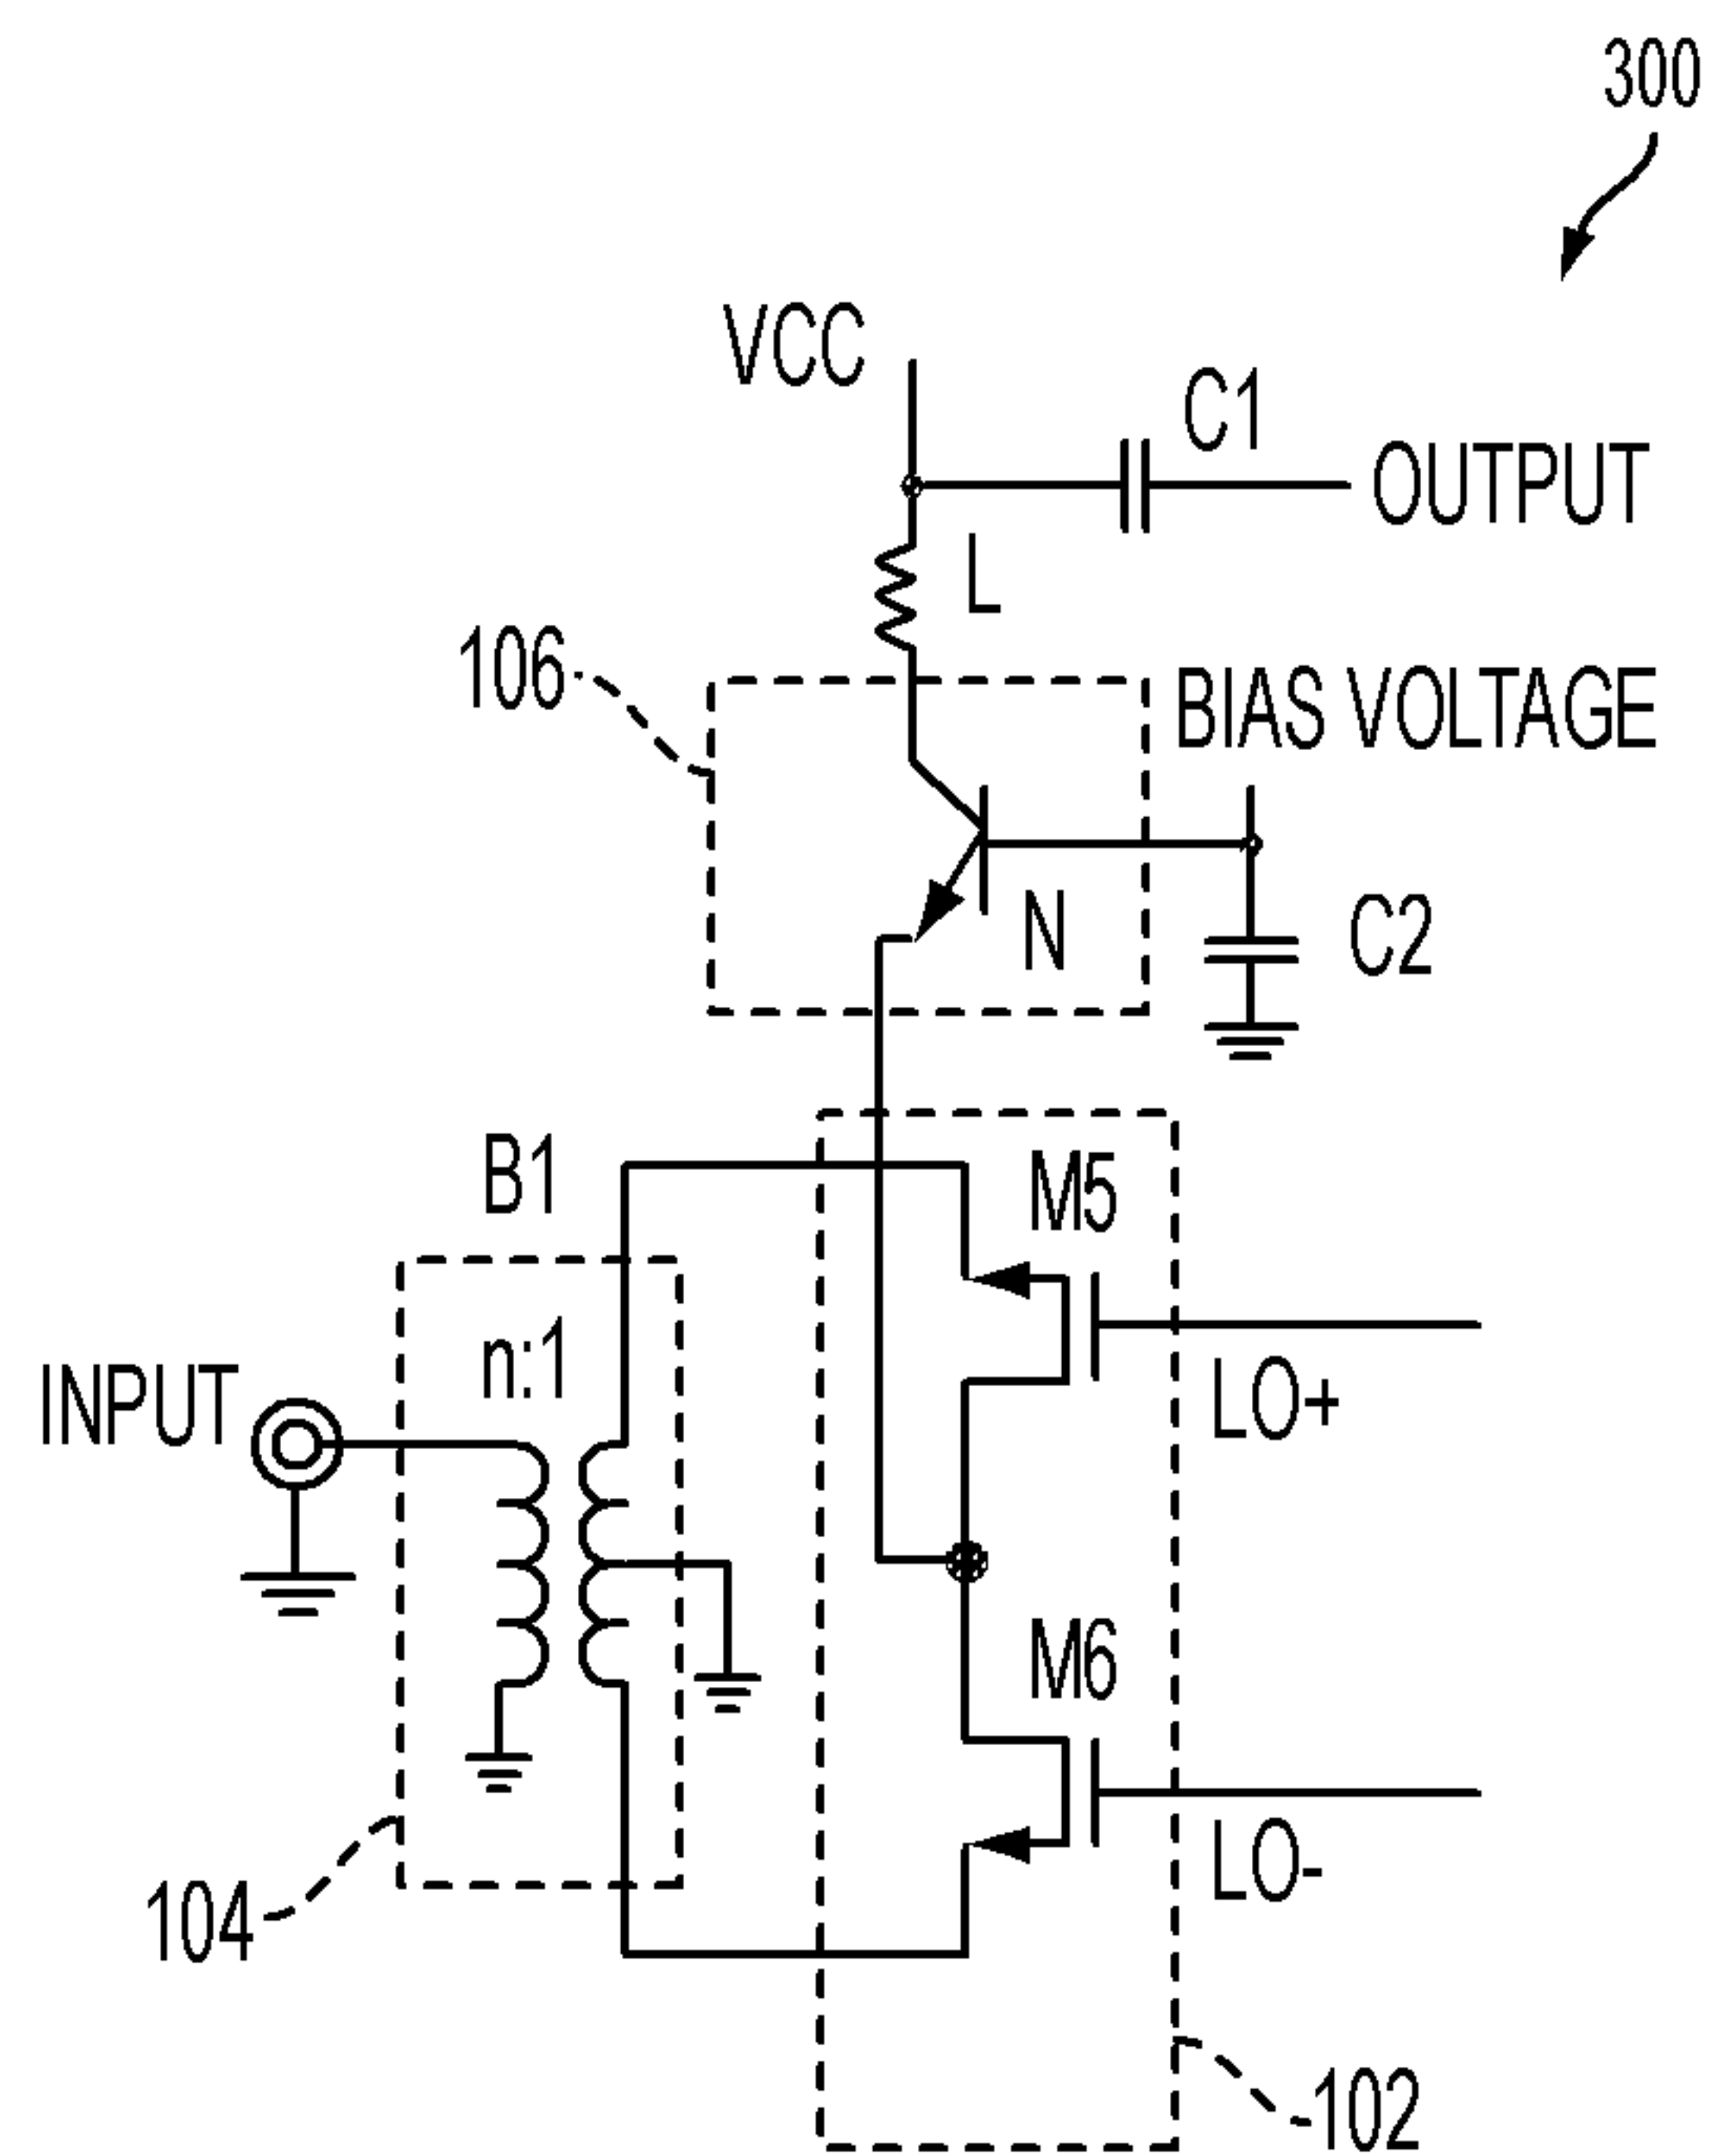 300
VCC
C1
OUTPUT
L
106
BIAS VOLTAGE
N
C2
B1
M5
n:1
INPUT
LO+
M6
LO-
104
102